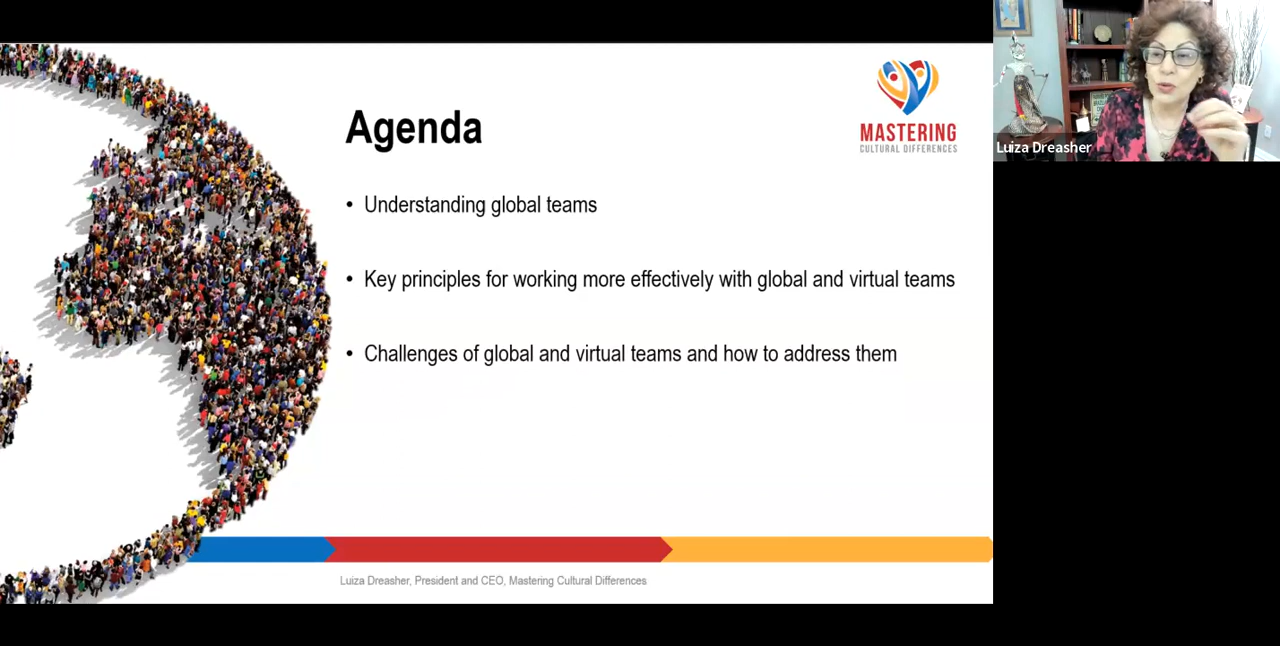 Agenda
MASTERING
CULTURAL DIFFERENCES
Luiza Dreasher
• Understanding global teams
• Key principles for working more effectively with global and virtual teams
• Challenges of global and virtual teams and how to address them
Luiza Dreasher, President and CEO, Mastering Cultural Differences